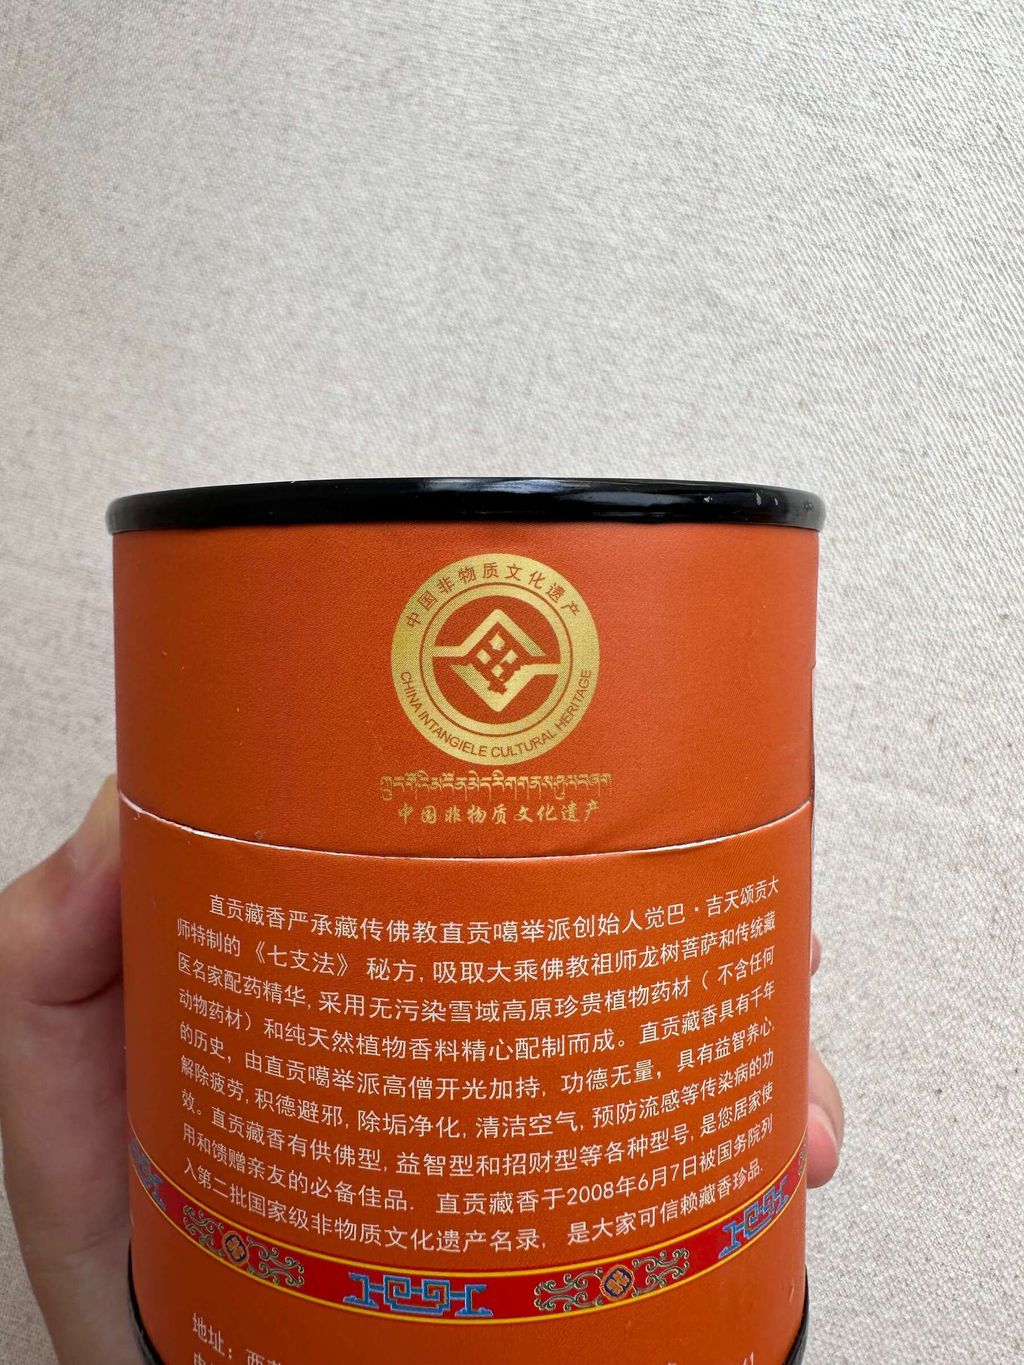 中国非物质文化遗产
CHINA INTANGIELE CULTURAL HERITAGE
中国非物质文化遗产
直贡藏香严承藏传佛教直贡噶举派创始人觉巴·吉天颂贡大
师特制的《七支法》秘方,吸取大乘佛教祖师龙树菩萨和传统藏
医名家配药精华,采用无污染雪域高原珍贵植物药材（不含任何
动物药材）和纯天然植物香料精心配制而成。直贡藏香具有千年
的历史，由直贡噶举派高僧开光加持，功德无量，具有益智养心,
解除疲劳,积德避邪,除垢净化,清洁空气,预防流感等传染病的功
效。直贡藏香有供佛型,益智型和招财型等各种型号,是您居家使
用和馈赠亲友的必备佳品. 直贡藏香于2008年6月7日被国务院列
入第二批国家级非物质文化遗产名录，是大家可信赖藏香珍品.
地址：西